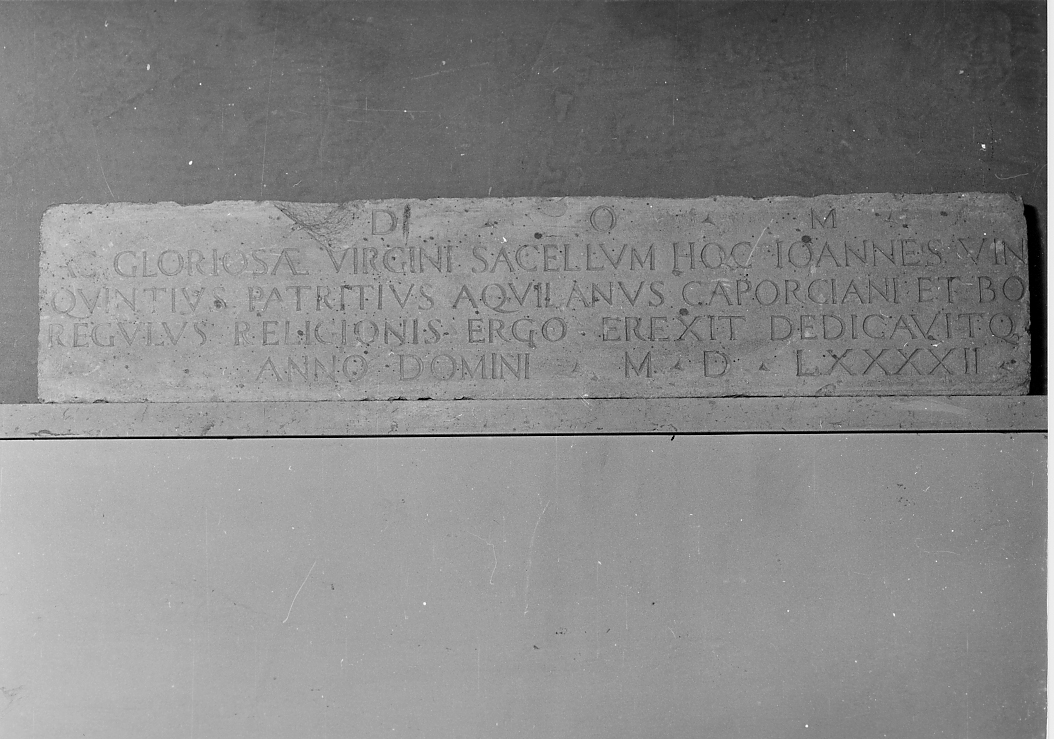 D O M
AC GLORIOSÆ VIRGINI SACELLVM HOC IOANNES VIN
QVINTIVS PATRITIVS AQVILANVS CAPORCIANI ET BO
REGVLVS RELIGIONIS ERGO EREXIT DEDICAVITQ
ANNO DOMINI M D LXXXXII